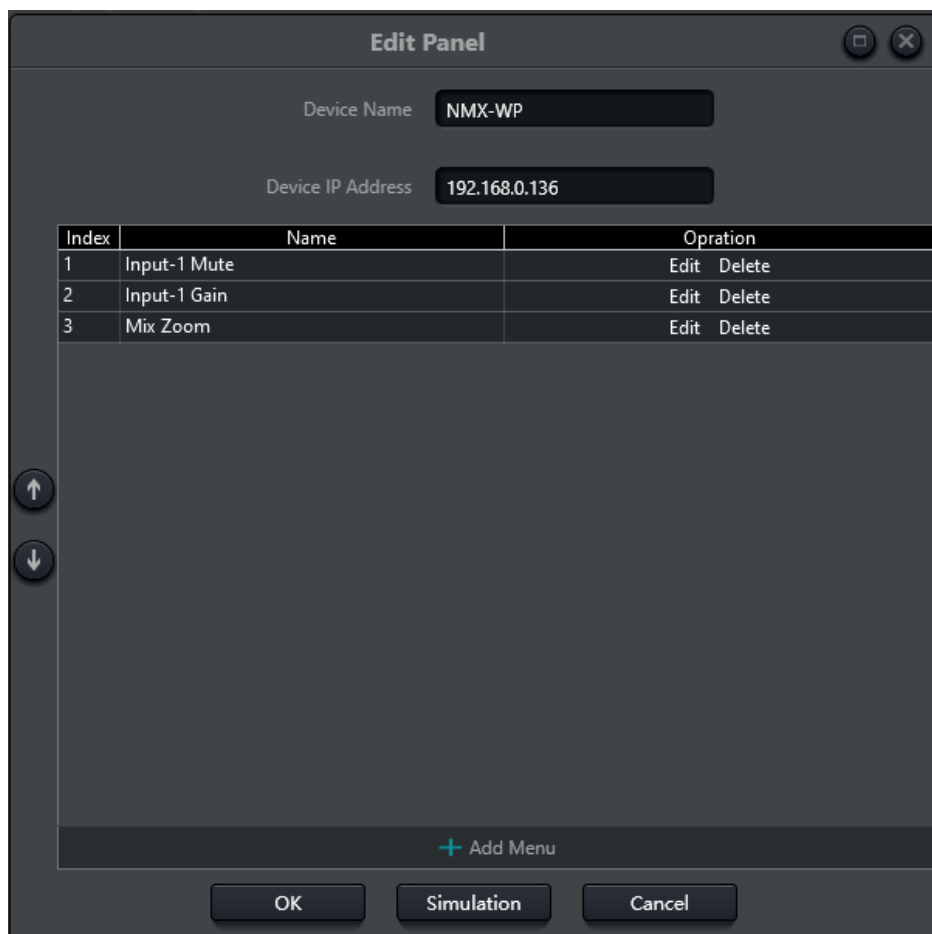 Edit Panel
Device Name NMX-WP
Device IP Address 192.168.0.136
Index Name Opration
1 Input-1 Mute Edit Delete
2 Input-1 Gain Edit Delete
3 Mix Zoom Edit Delete
Add Menu
OK Simulation Cancel